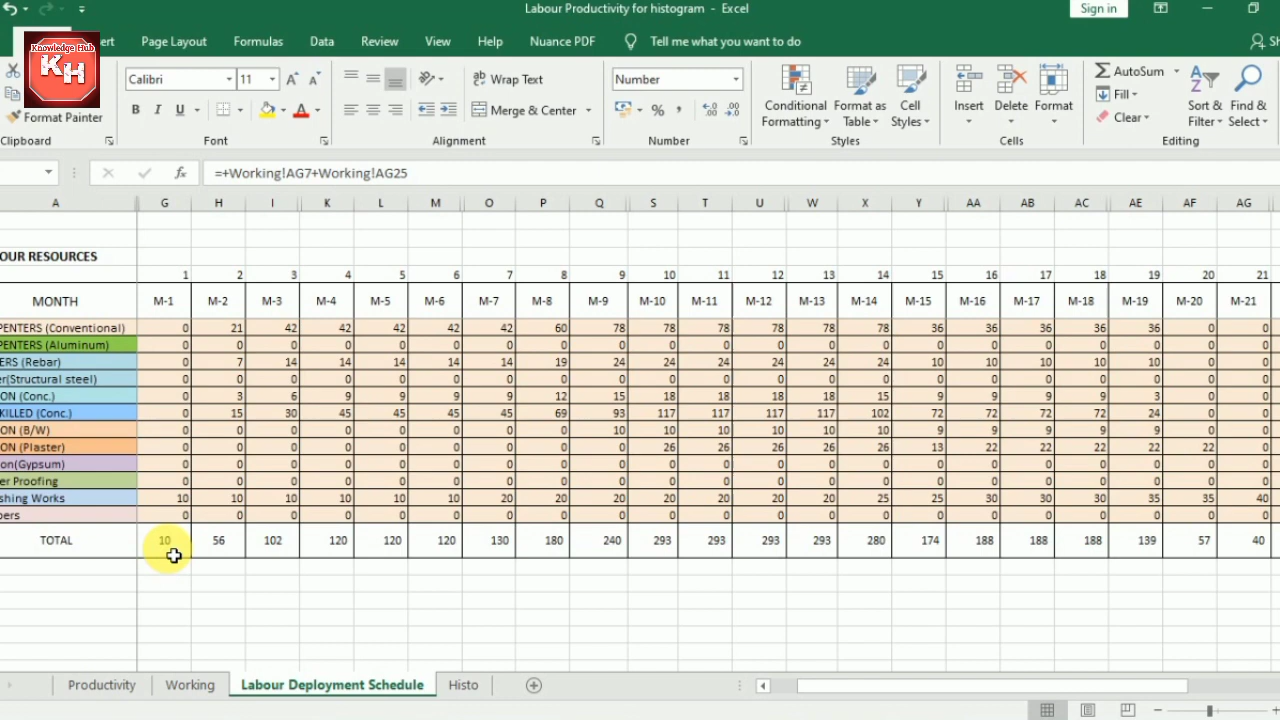 Labour Productivity for histogram - Excel
Sign in
Knowledge Hub
KH
Page Layout
Formulas
Data
Review
View
Help
Nuance PDF
Tell me what you want to do
Format Painter
Clipboard
Calibri
11
B I U
Font
Wrap Text
Merge & Center
Alignment
Number
Number
Conditional Formatting
Format as Table
Cell Styles
Styles
Insert
Delete
Format
Cells
AutoSum
Fill
Clear
Sort & Filter
Find & Select
Editing
fx =+Working!AG7+Working!AG25
A G H I K L M O P Q S T U W X Y AA AB AC AE AF AG
OUR RESOURCES
1 2 3 4 5 6 7 8 9 10 11 12 13 14 15 16 17 18 19 20 21
MONTH M-1 M-2 M-3 M-4 M-5 M-6 M-7 M-8 M-9 M-10 M-11 M-12 M-13 M-14 M-15 M-16 M-17 M-18 M-19 M-20 M-21
PENTERS (Conventional) 0 21 42 42 42 42 42 60 78 78 78 78 78 78 36 36 36 36 36 0 0
PENTERS (Aluminum) 0 0 0 0 0 0 0 0 0 0 0 0 0 0 0 0 0 0 0 0 0
ERS (Rebar) 0 7 14 14 14 14 14 19 24 24 24 24 24 24 10 10 10 10 10 0 0
er(Structural steel) 0 0 0 0 0 0 0 0 0 0 0 0 0 0 0 0 0 0 0 0 0
ON (Conc.) 0 3 6 9 9 9 9 12 15 18 18 18 18 15 9 9 9 9 3 0 0
KILLED (Conc.) 0 15 30 45 45 45 45 69 93 117 117 117 117 102 72 72 72 72 24 0 0
ON (B/W) 0 0 0 0 0 0 0 0 10 10 10 10 10 10 9 9 9 9 9 0 0
ON (Plaster) 0 0 0 0 0 0 0 0 0 26 26 26 26 26 13 22 22 22 22 22 0
on(Gypsum) 0 0 0 0 0 0 0 0 0 0 0 0 0 0 0 0 0 0 0 0 0
er Proofing 0 0 0 0 0 0 0 0 0 0 0 0 0 0 0 0 0 0 0 0 0
shing Works 10 10 10 10 10 10 20 20 20 20 20 20 20 25 25 30 30 30 35 35 40
bers 0 0 0 0 0 0 0 0 0 0 0 0 0 0 0 0 0 0 0 0 0
TOTAL 10 56 102 120 120 120 130 180 240 293 293 293 293 280 174 188 188 188 139 57 40
Productivity
Working
Labour Deployment Schedule
Histo